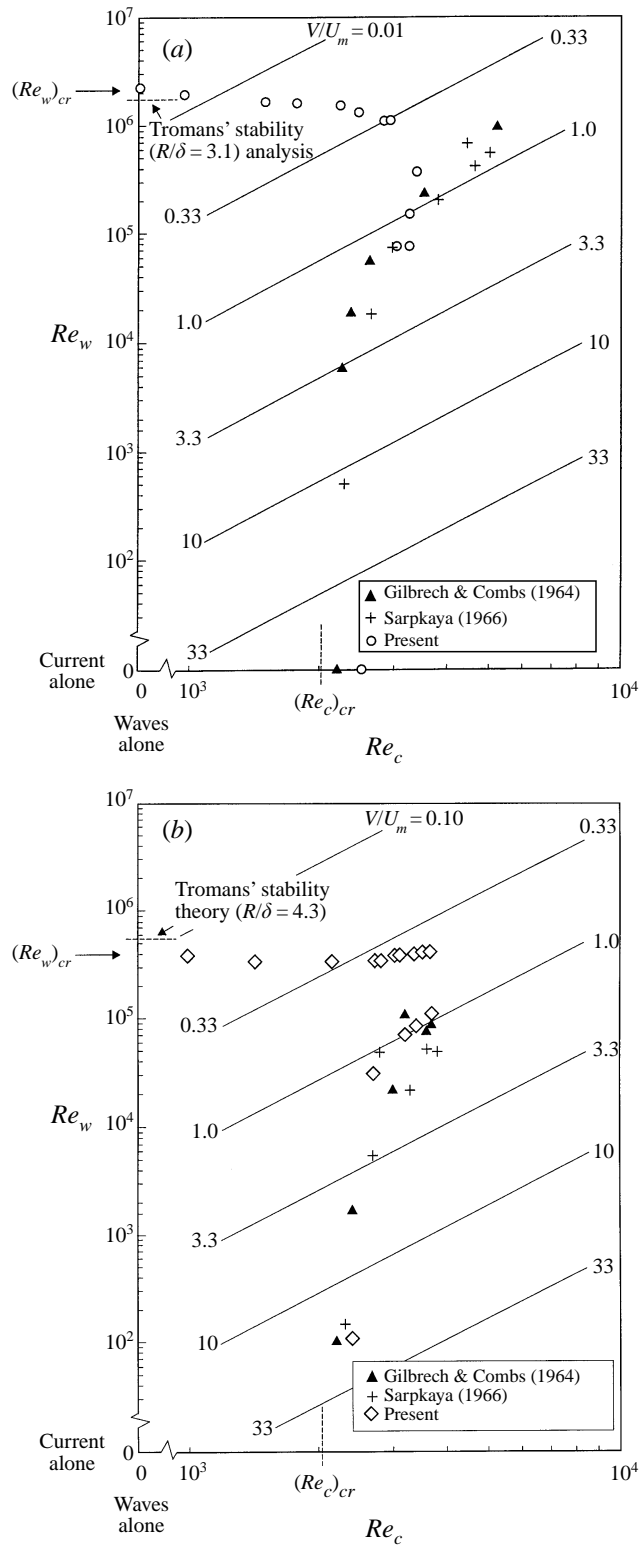 (a)
V/Um = 0.01
0.33
1.0
3.3
10
33
10^7
10^6
10^5
10^4
10^3
10^2
0
(Re_w)_cr
Tromans' stability
(R/δ = 3.1) analysis
0.33
1.0
3.3
10
33
Re_w
▲ Gilbrech & Combs (1964)
+ Sarpkaya (1966)
○ Present
Current
alone
0
10^3
10^4
Waves
alone
(Re_c)_cr
Re_c
(b)
V/U_m = 0.10
0.33
1.0
3.3
10
33
10^7
10^6
10^5
10^4
10^3
10^2
0
Tromans' stability
theory (R/δ = 4.3)
(Re_w)_cr
0.33
1.0
3.3
10
33
Re_w
▲ Gilbrech & Combs (1964)
+ Sarpkaya (1966)
◇ Present
Current
alone
0
10^3
10^4
Waves
alone
(Re_c)_cr
Re_c